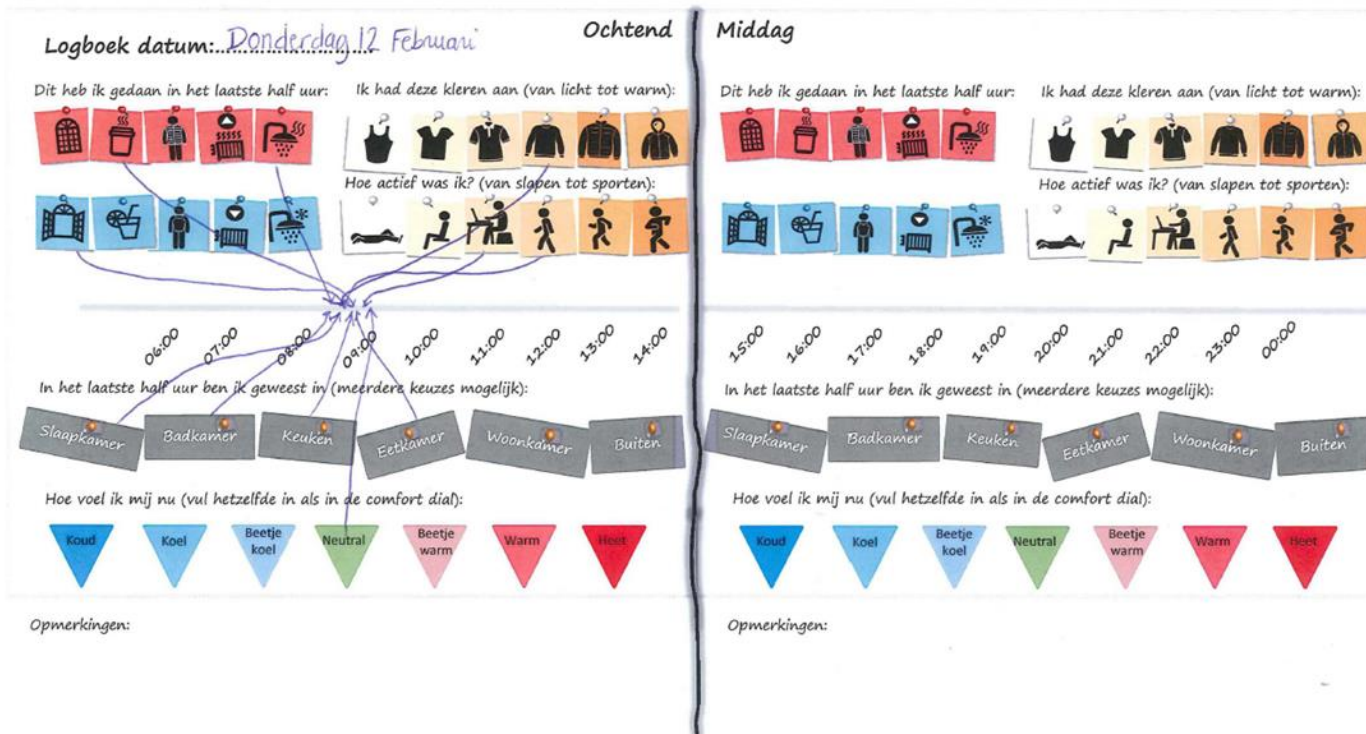 Logboek datum:..Donderdag 12 Februari
Ochtend
Dit heb ik gedaan in het laatste half uur:
Ik had deze kleren aan (van licht tot warm):
Hoe actief was ik? (van slapen tot sporten):
06:00 07:00 08:00 09:00 10:00 11:00 12:00 13:00 14:00
In het laatste half uur ben ik geweest in (meerdere keuzes mogelijk):
Slaapkamer Badkamer Keuken Eetkamer Woonkamer Buiten
Hoe voel ik mij nu (vul hetzelfde in als in de comfort dial):
Koud Koel Beetje koel Neutral Beetje warm Warm Heet
Opmerkingen:
Middag
Dit heb ik gedaan in het laatste half uur:
Ik had deze kleren aan (van licht tot warm):
Hoe actief was ik? (van slapen tot sporten):
15:00 16:00 17:00 18:00 19:00 20:00 21:00 22:00 23:00 00:00
In het laatste half uur ben ik geweest in (meerdere keuzes mogelijk):
Slaapkamer Badkamer Keuken Eetkamer Woonkamer Buiten
Hoe voel ik mij nu (vul hetzelfde in als in de comfort dial):
Koud Koel Beetje koel Neutral Beetje warm Warm Heet
Opmerkingen: